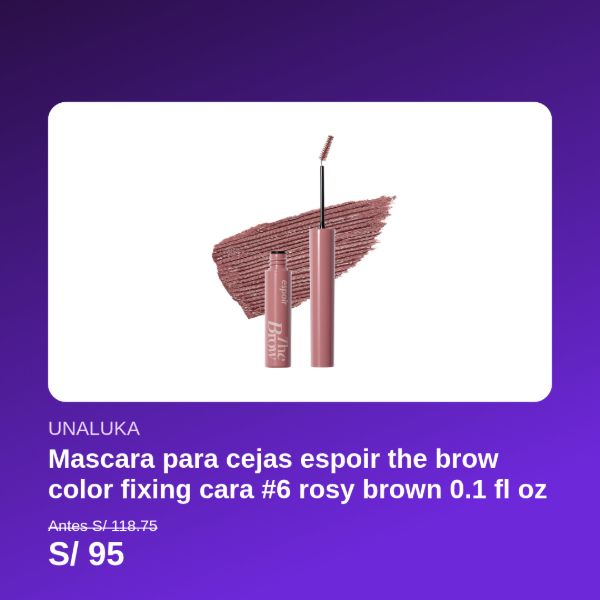 espoir
The
Brow
UNALUKA
Mascara para cejas espoir the brow
color fixing cara #6 rosy brown 0.1 fl oz
Antes S/ 118.75
S/ 95